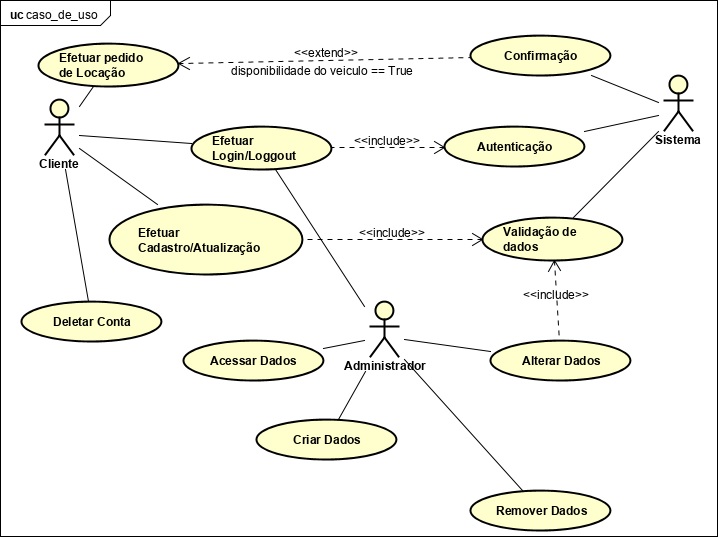 uc caso_de_uso
Efetuar pedido
de Locação
<<extend>>
disponibilidade do veiculo == True
Confirmação
Cliente
Efetuar
Login/Loggout
<<include>>
Autenticação
Sistema
Efetuar
Cadastro/Atualização
<<include>>
Validação de
dados
<<include>>
Deletar Conta
Acessar Dados
Administrador
Alterar Dados
Criar Dados
Remover Dados